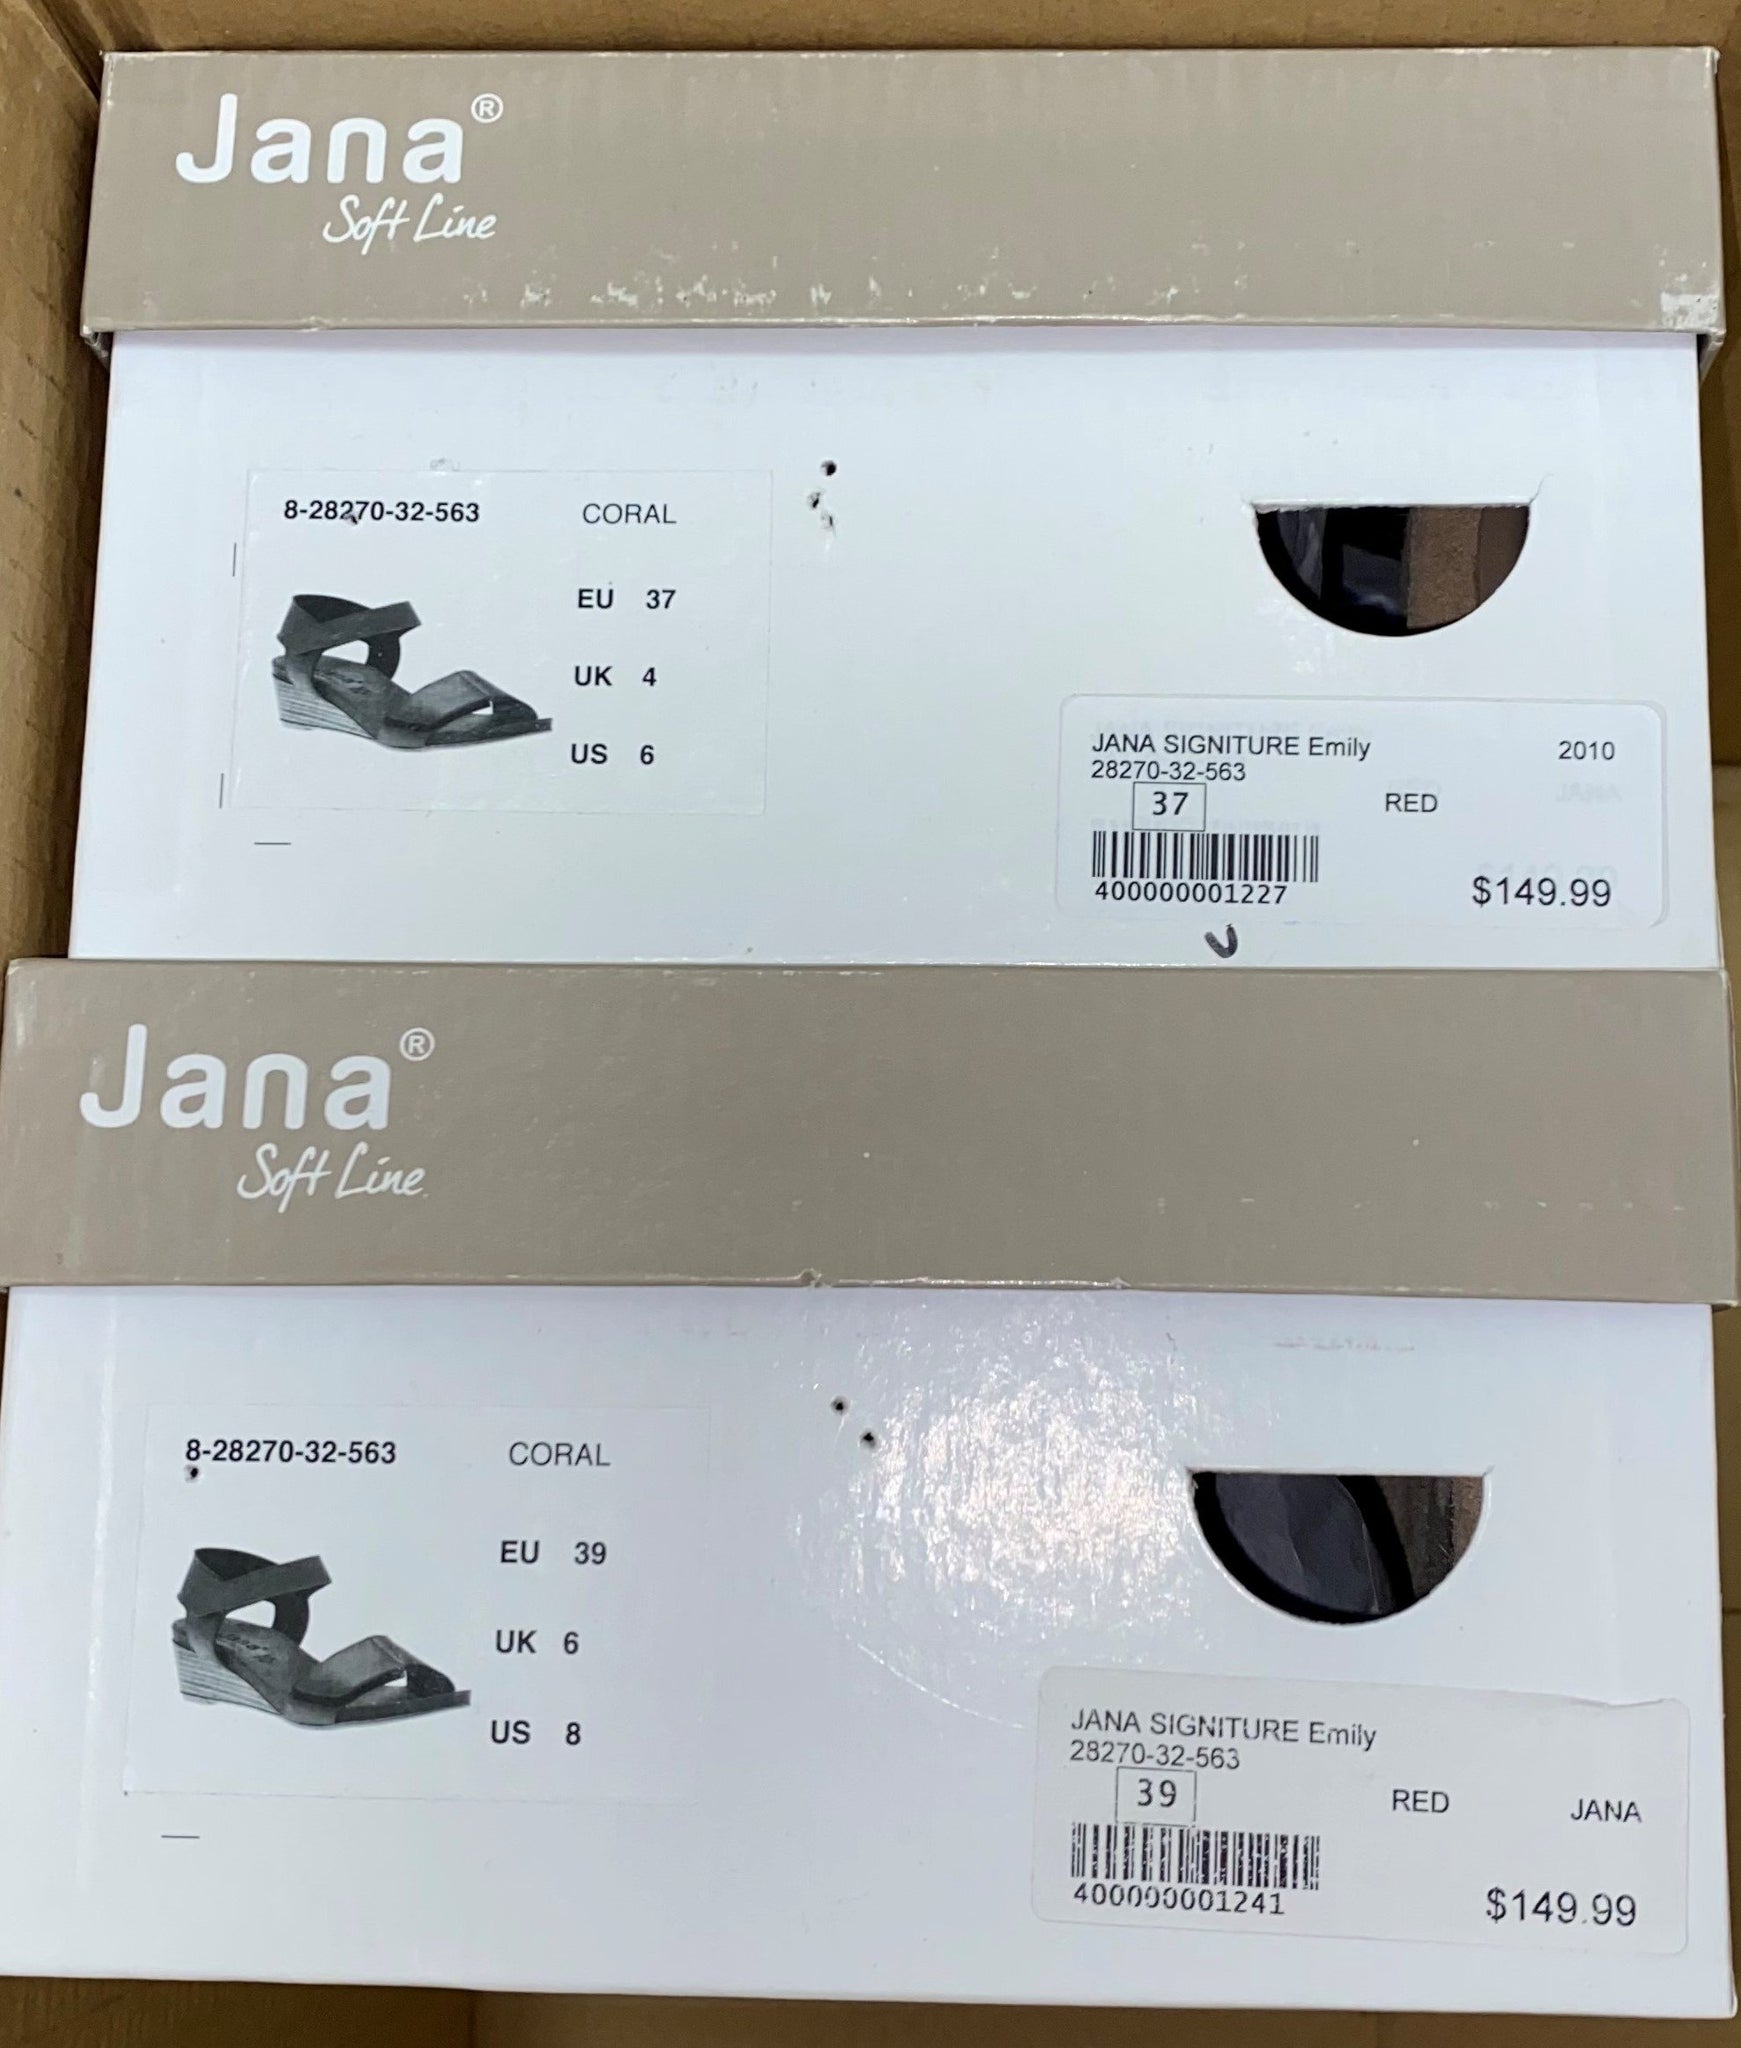 Jana®
Soft Line
8-28270-32-563 CORAL
EU 37
UK 4
US 6
JANA SIGNITURE Emily 2010
28270-32-563
37 RED
400000001227 $149.99
Jana®
Soft Line
8-28270-32-563 CORAL
EU 39
UK 6
US 8
JANA SIGNITURE Emily
28270-32-563
39 RED JANA
400000001241 $149.99